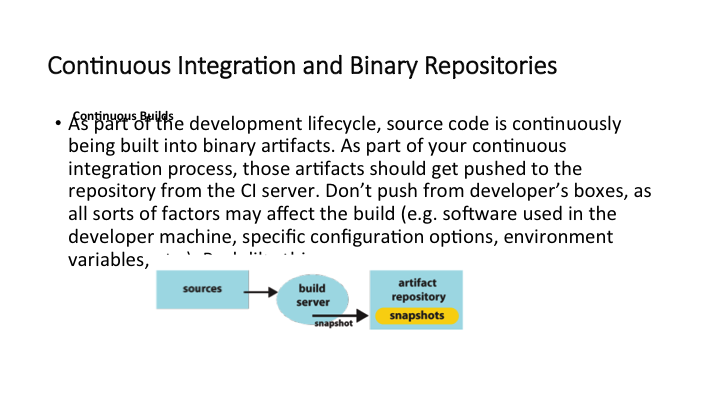 Continuous Integration and Binary Repositories
Continuous Builds
• As part of the development lifecycle, source code is continuously
being built into binary artifacts. As part of your continuous
integration process, those artifacts should get pushed to the
repository from the CI server. Don’t push from developer’s boxes, as
all sorts of factors may affect the build (e.g. software used in the
developer machine, specific configuration options, environment
variables,
sources
build
server
snapshot
artifact
repository
snapshots